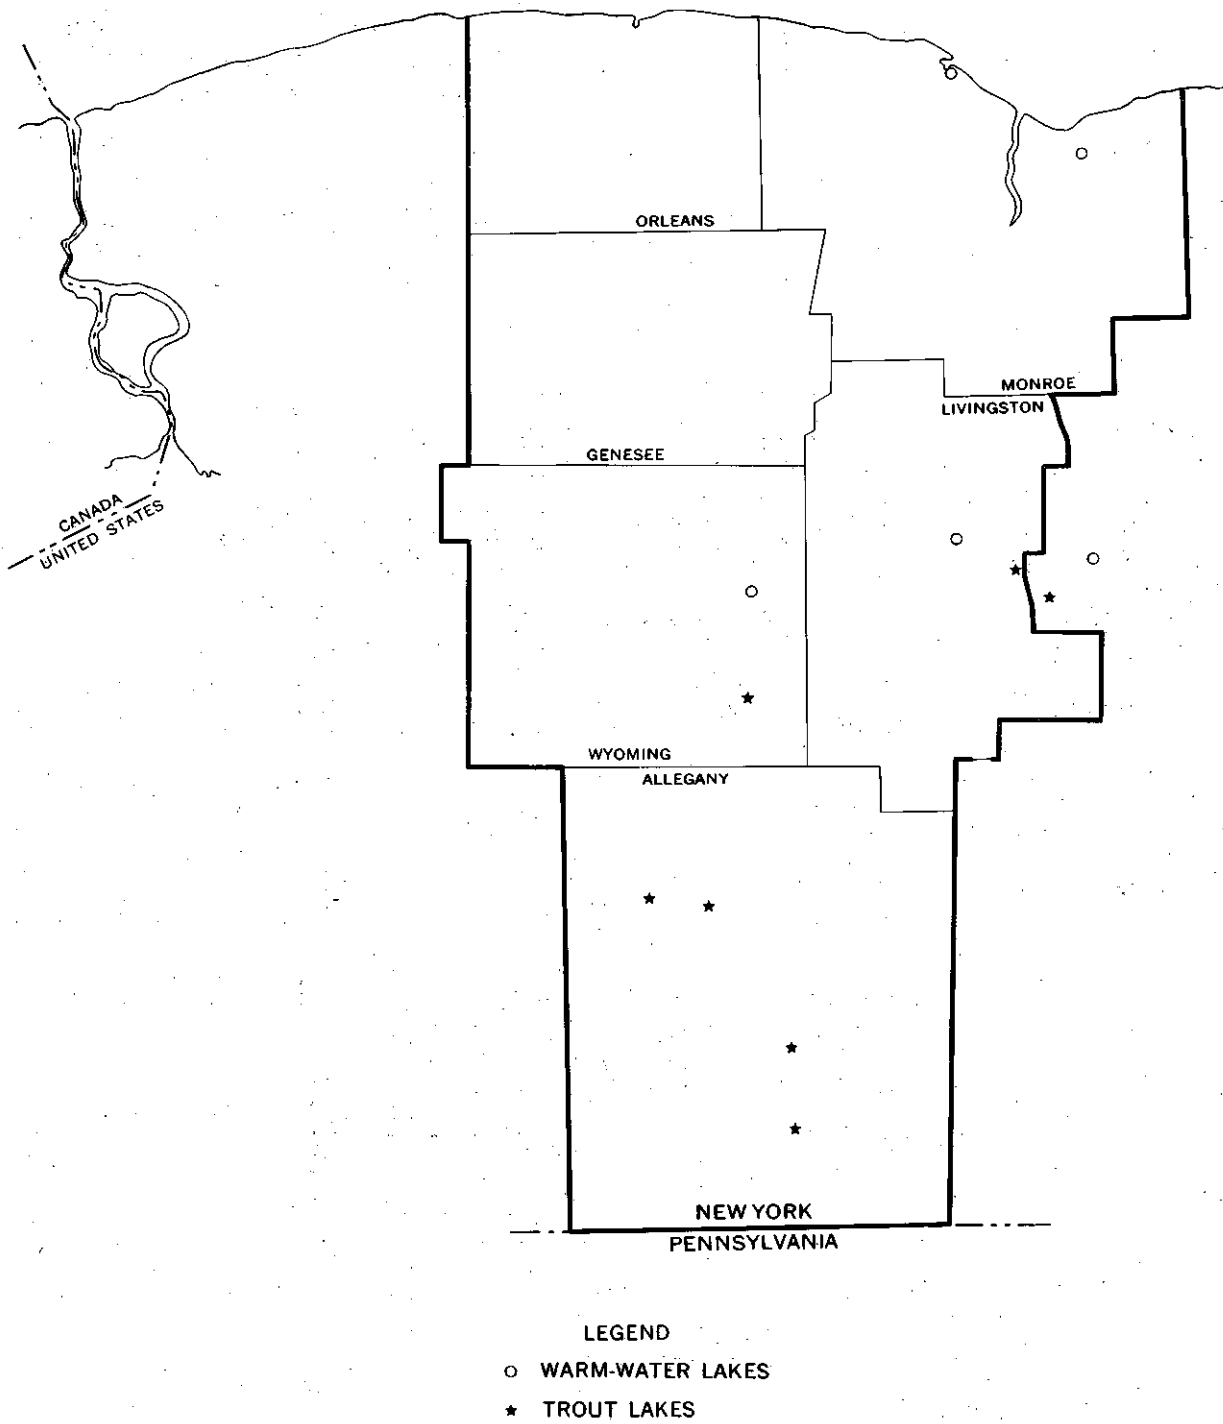 ORLEANS
MONROE
LIVINGSTON
GENESEE
CANADA
UNITED STATES
WYOMING
ALLEGANY
NEW YORK
PENNSYLVANIA
LEGEND
WARM-WATER LAKES
TROUT LAKES